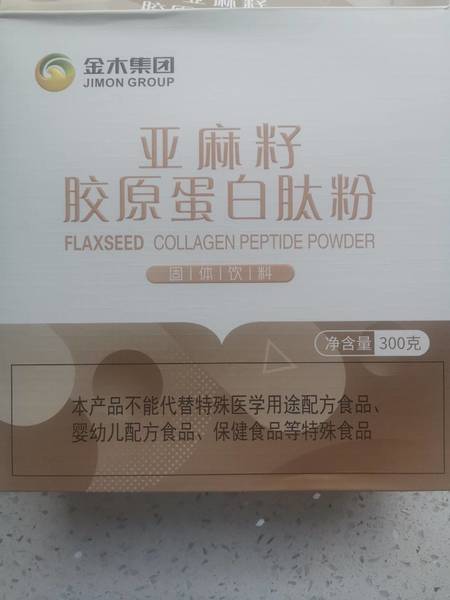 金木集团
JIMON GROUP
亚麻籽
胶原蛋白肽粉
FLAXSEED COLLAGEN PEPTIDE POWDER
固体饮料
净含量 300克
本产品不能代替特殊医学用途配方食品、
婴幼儿配方食品、保健食品等特殊食品